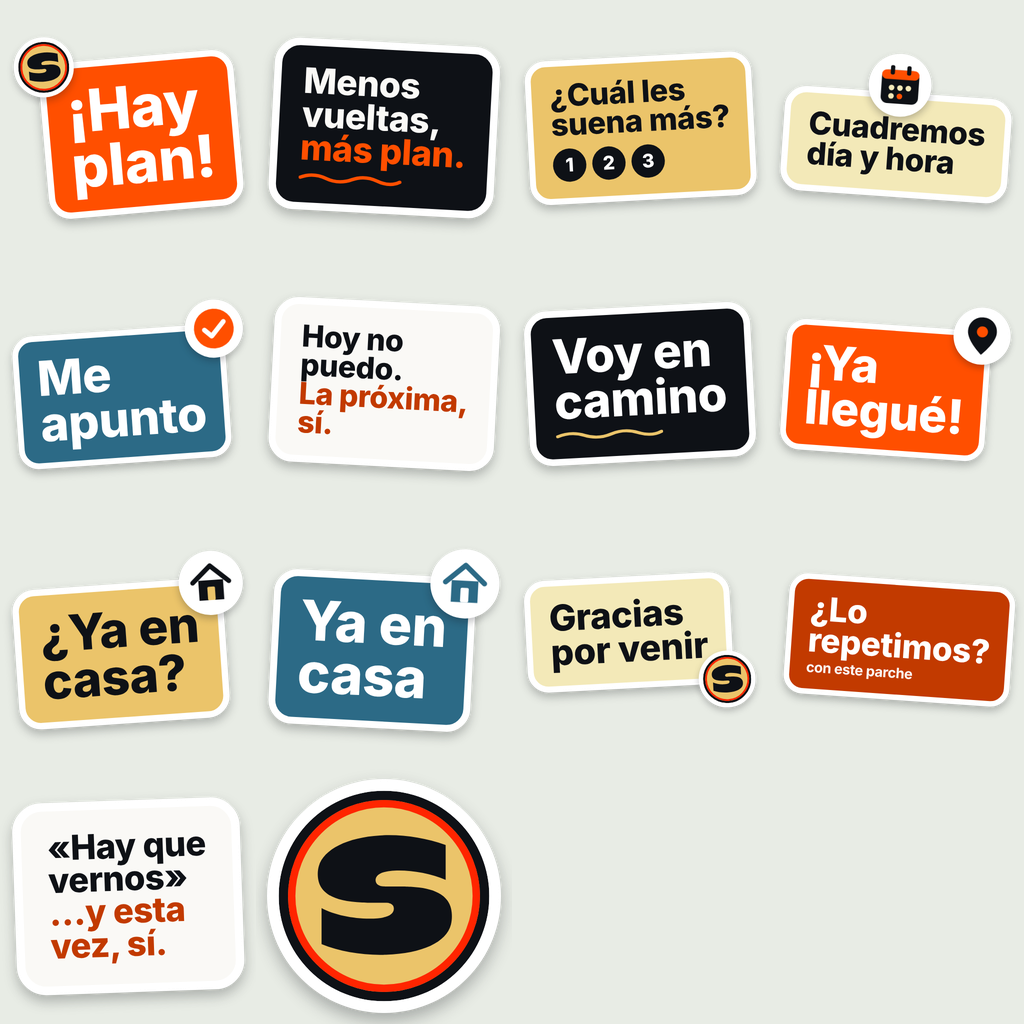 S
¡Hay
plan!
Menos
vueltas,
más plan.
¿Cuál les
suena más?
1 2 3
Cuadremos
día y hora
Me
apunto
Hoy no
puedo.
La próxima,
sí.
Voy en
camino
¡Ya
llegué!
¿Ya en
casa?
Ya en
casa
Gracias
por venir
S
¿Lo
repetimos?
con este parche
«Hay que
vernos»
...y esta
vez, sí.
S